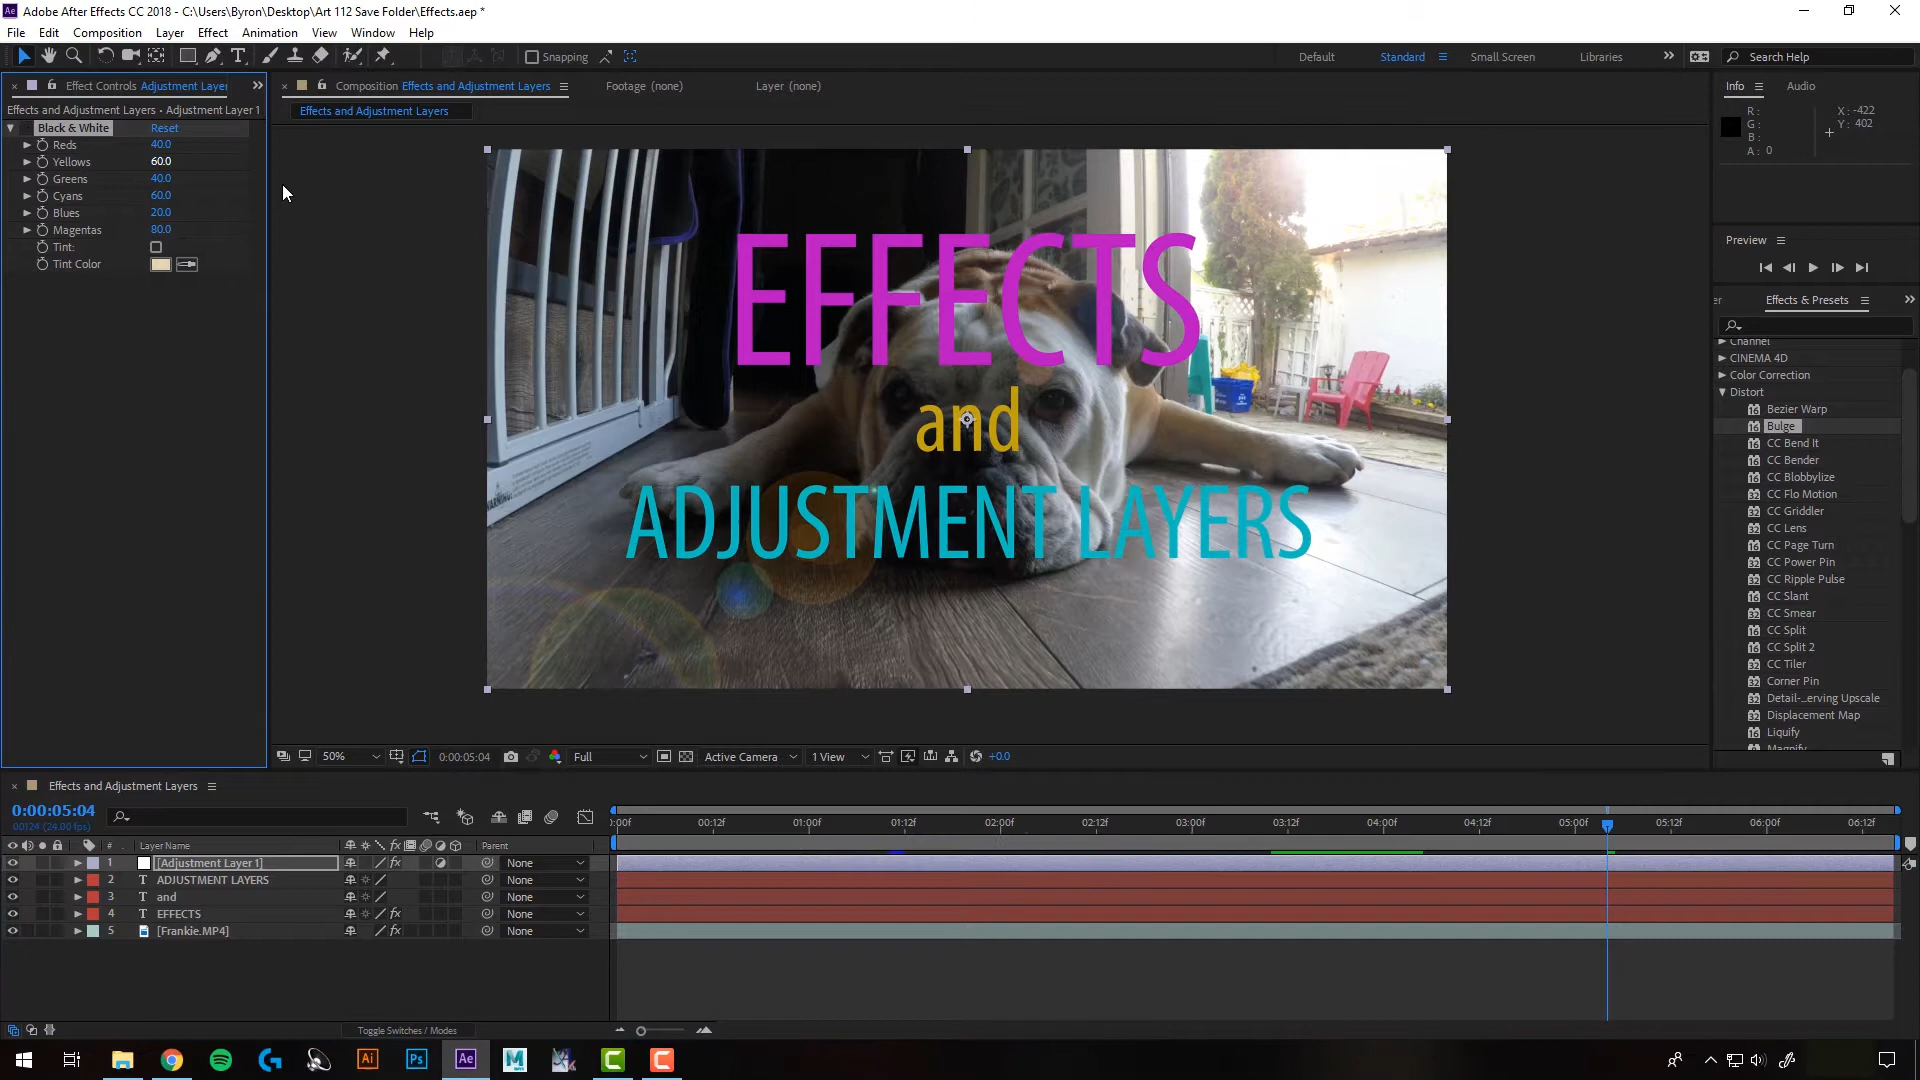 Adobe After Effects CC 2018 - C:\Users\Byron\Desktop\Art 112 Save Folder\Effects.aep *
File Edit Composition Layer Effect Animation View Window Help
Snapping Default Standard Small Screen Libraries Search Help
Effect Controls Adjustment Layer
Composition Effects and Adjustment Layers Footage (none) Layer (none)
Effects and Adjustment Layers • Adjustment Layer 1
Effects and Adjustment Layers
Black & White Reset
Reds 40.0
Yellows 60.0
Greens 40.0
Cyans 60.0
Blues 20.0
Magentas 80.0
Tint:
Tint Color
EFFECTS
and
ADJUSTMENT LAYERS
50% 0:00:05:04 Full Active Camera 1 View +0.0
Info Audio
R : X : -422
G : Y : 402
B :
A : 0
Preview
er Effects & Presets
Channel
CINEMA 4D
Color Correction
Distort
Bezier Warp
Bulge
CC Bend It
CC Bender
CC Blobbylize
CC Flo Motion
CC Griddler
CC Lens
CC Page Turn
CC Power Pin
CC Ripple Pulse
CC Slant
CC Smear
CC Split
CC Split 2
CC Tiler
Corner Pin
Detail-...erving Upscale
Displacement Map
Liquify
Magnify
Effects and Adjustment Layers
0:00:05:04
00124 (24.00 fps)
:00f 00:12f 01:00f 01:12f 02:00f 02:12f 03:00f 03:12f 04:00f 04:12f 05:00f 05:12f 06:00f 06:12f
# Layer Name Parent
1 [Adjustment Layer 1] None
2 T ADJUSTMENT LAYERS None
3 T and None
4 T EFFECTS None
5 [Frankie.MP4] None
Toggle Switches / Modes